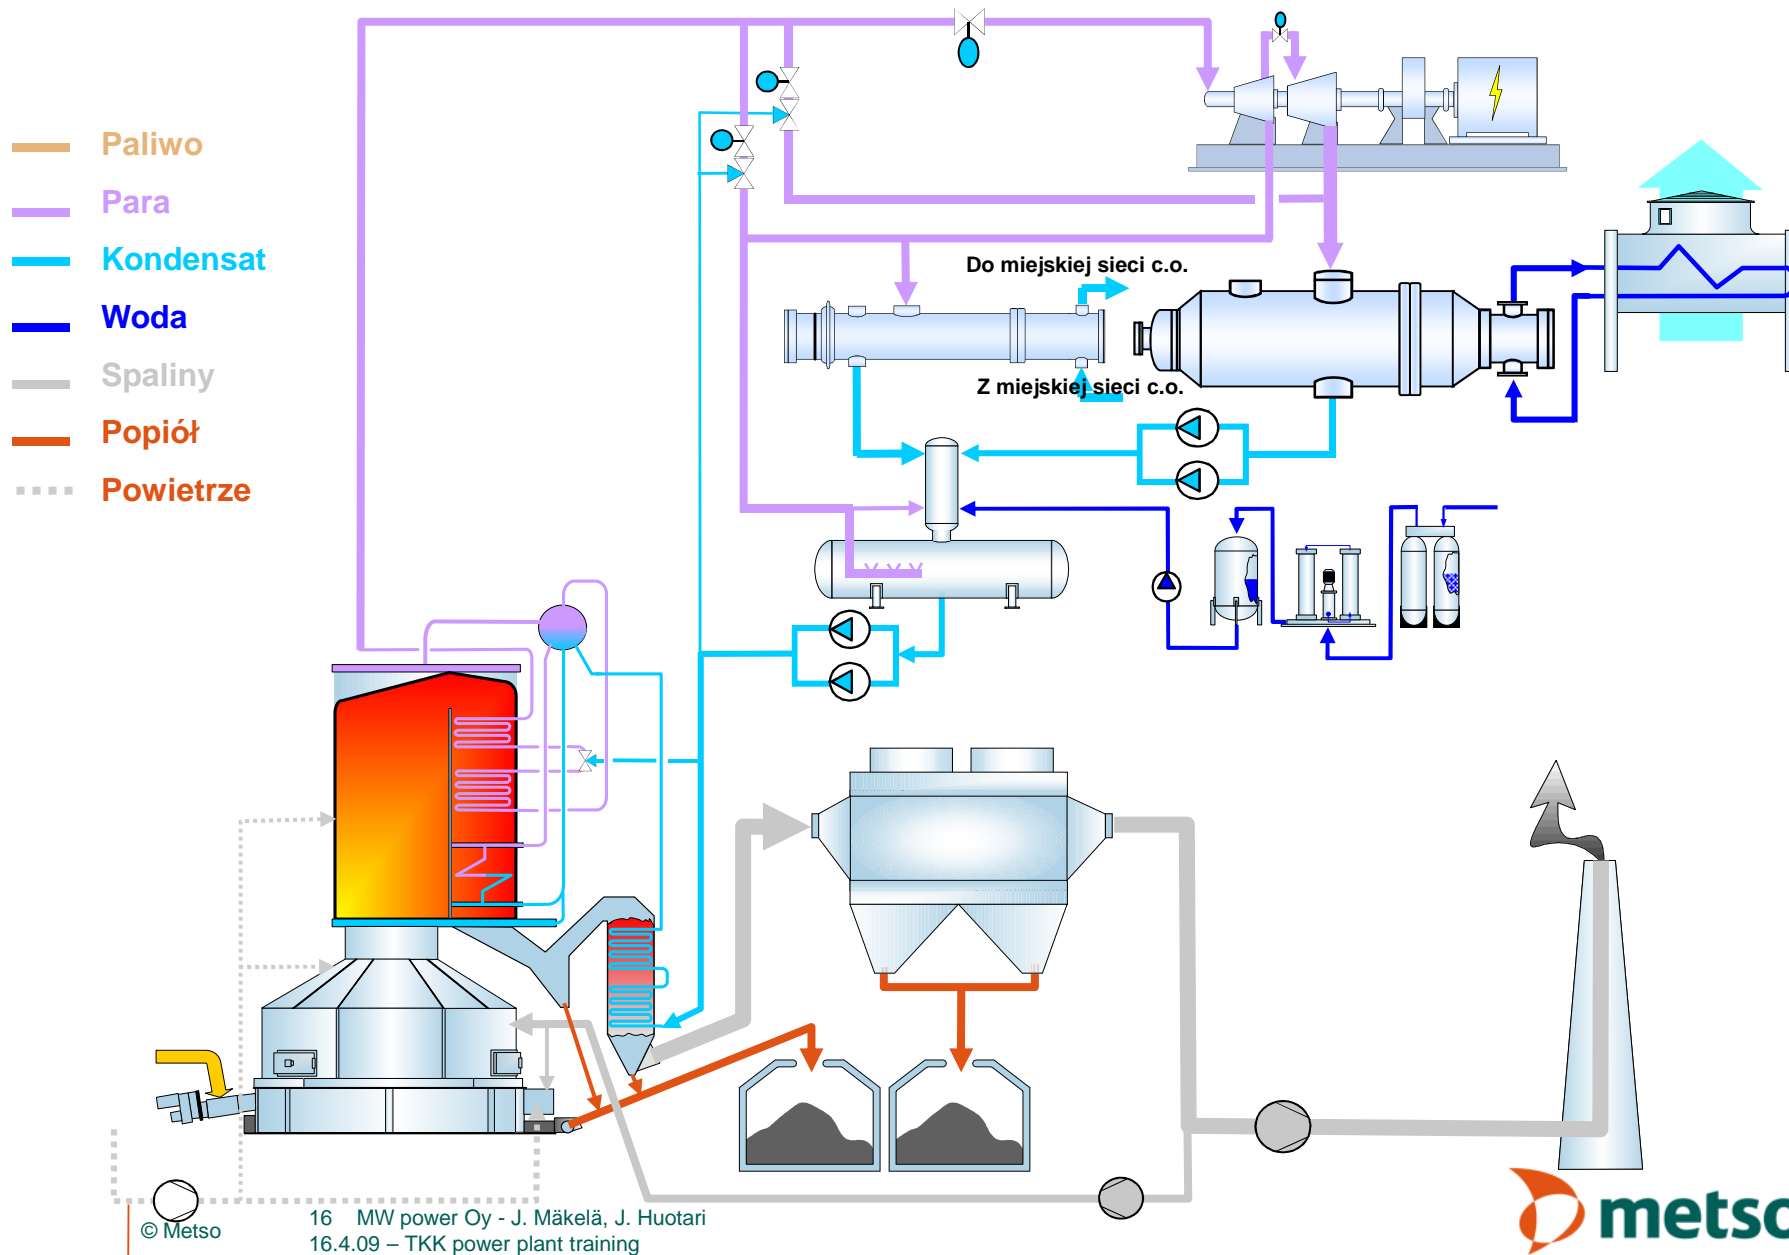 Paliwo
Para
Kondensat
Woda
Spaliny
Popiół
Powietrze
Do miejskiej sieci c.o.
Z miejskiej sieci c.o.
© Metso
16 MW power Oy - J. Mäkelä, J. Huotari
16.4.09 – TKK power plant training
metso